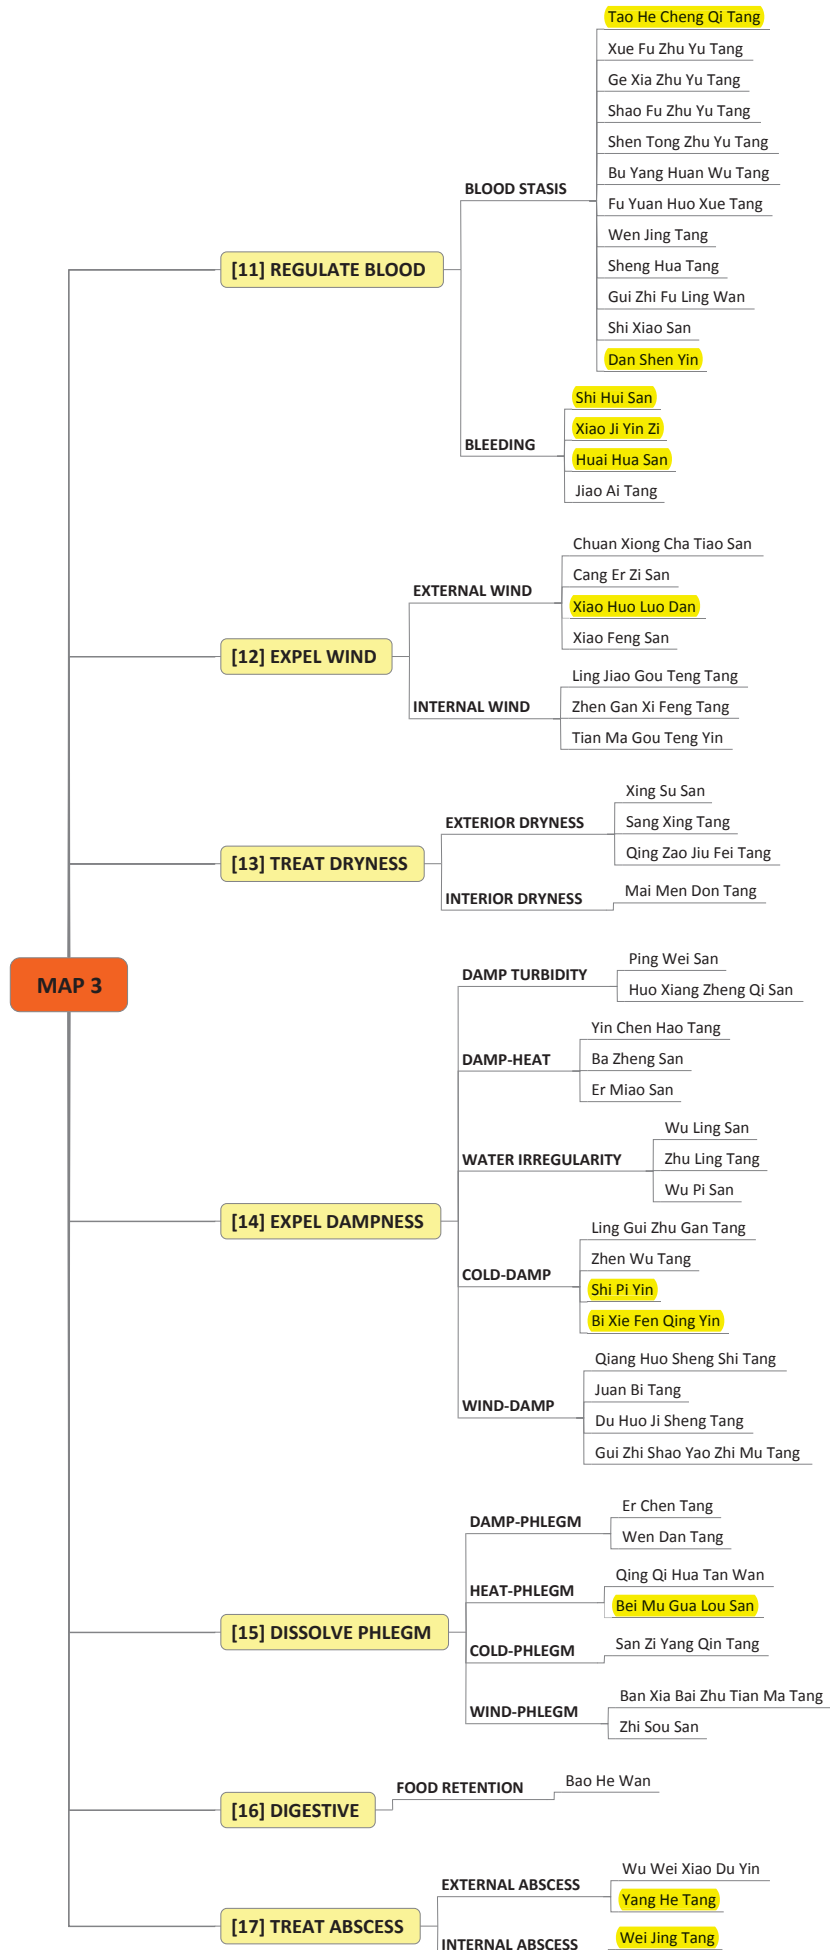 MAP 3
[11] REGULATE BLOOD
BLOOD STASIS
Tao He Cheng Qi Tang
Xue Fu Zhu Yu Tang
Ge Xia Zhu Yu Tang
Shao Fu Zhu Yu Tang
Shen Tong Zhu Yu Tang
Bu Yang Huan Wu Tang
Fu Yuan Huo Xue Tang
Wen Jing Tang
Sheng Hua Tang
Gui Zhi Fu Ling Wan
Shi Xiao San
Dan Shen Yin
BLEEDING
Shi Hui San
Xiao Ji Yin Zi
Huai Hua San
Jiao Ai Tang
[12] EXPEL WIND
EXTERNAL WIND
Chuan Xiong Cha Tiao San
Cang Er Zi San
Xiao Huo Luo Dan
Xiao Feng San
INTERNAL WIND
Ling Jiao Gou Teng Tang
Zhen Gan Xi Feng Tang
Tian Ma Gou Teng Yin
[13] TREAT DRYNESS
EXTERIOR DRYNESS
Xing Su San
Sang Xing Tang
Qing Zao Jiu Fei Tang
INTERIOR DRYNESS
Mai Men Don Tang
[14] EXPEL DAMPNESS
DAMP TURBIDITY
Ping Wei San
Huo Xiang Zheng Qi San
DAMP-HEAT
Yin Chen Hao Tang
Ba Zheng San
Er Miao San
WATER IRREGULARITY
Wu Ling San
Zhu Ling Tang
Wu Pi San
COLD-DAMP
Ling Gui Zhu Gan Tang
Zhen Wu Tang
Shi Pi Yin
Bi Xie Fen Qing Yin
WIND-DAMP
Qiang Huo Sheng Shi Tang
Juan Bi Tang
Du Huo Ji Sheng Tang
Gui Zhi Shao Yao Zhi Mu Tang
[15] DISSOLVE PHLEGM
DAMP-PHLEGM
Er Chen Tang
Wen Dan Tang
HEAT-PHLEGM
Qing Qi Hua Tan Wan
Bei Mu Gua Lou San
COLD-PHLEGM
San Zi Yang Qin Tang
WIND-PHLEGM
Ban Xia Bai Zhu Tian Ma Tang
Zhi Sou San
[16] DIGESTIVE
FOOD RETENTION
Bao He Wan
[17] TREAT ABSCESS
EXTERNAL ABSCESS
Wu Wei Xiao Du Yin
Yang He Tang
INTERNAL ABSCESS
Wei Jing Tang